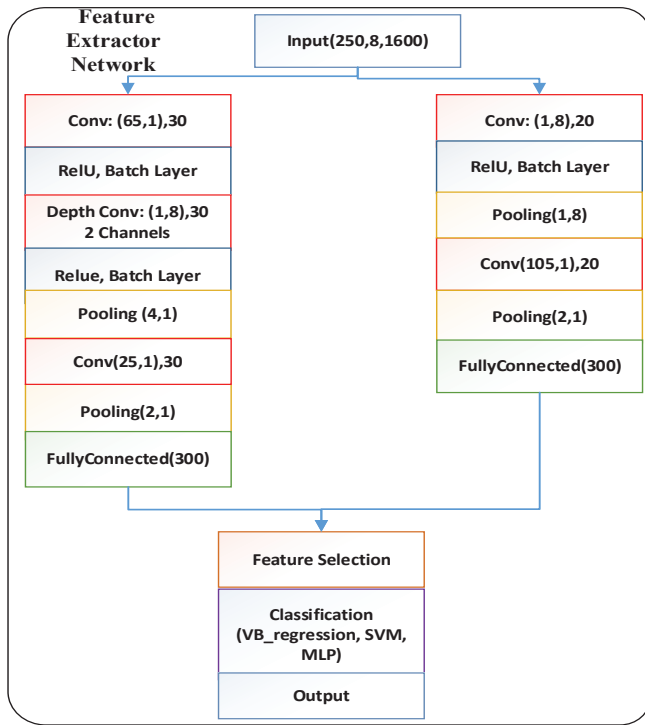 Feature
Extractor
Network
Input(250,8,1600)
Conv: (65,1),30
RelU, Batch Layer
Depth Conv: (1,8),30
2 Channels
Relue, Batch Layer
Pooling (4,1)
Conv(25,1),30
Pooling(2,1)
FullyConnected(300)
Conv: (1,8),20
RelU, Batch Layer
Pooling(1,8)
Conv(105,1),20
Pooling(2,1)
FullyConnected(300)
Feature Selection
Classification
(VB_regression, SVM,
MLP)
Output